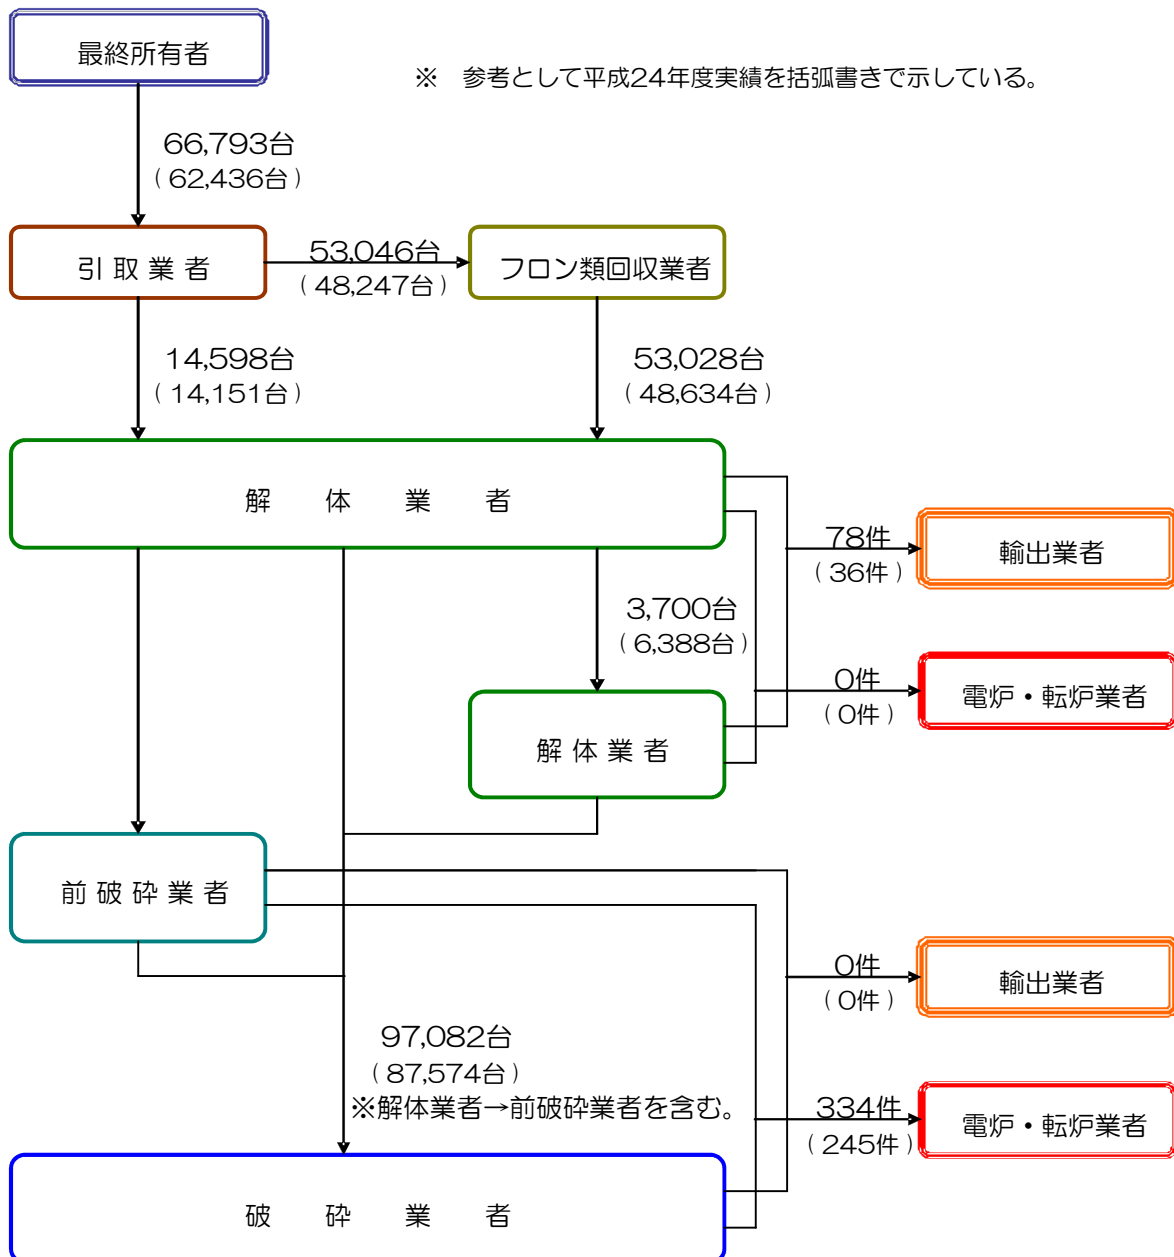 最終所有者
※　参考として平成24年度実績を括弧書きで示している。
66,793台
（62,436台）
引 取 業 者
53,046台
（48,247台）
フロン類回収業者
14,598台
（14,151台）
53,028台
（48,634台）
解　体　業　者
78件
（36件）
輸出業者
3,700台
（6,388台）
0件
（0件）
電炉・転炉業者
解 体 業 者
前 破 砕 業 者
0件
（0件）
輸出業者
97,082台
（87,574台）
※解体業者→前破砕業者を含む。
334件
（245件）
電炉・転炉業者
破　砕　業　者